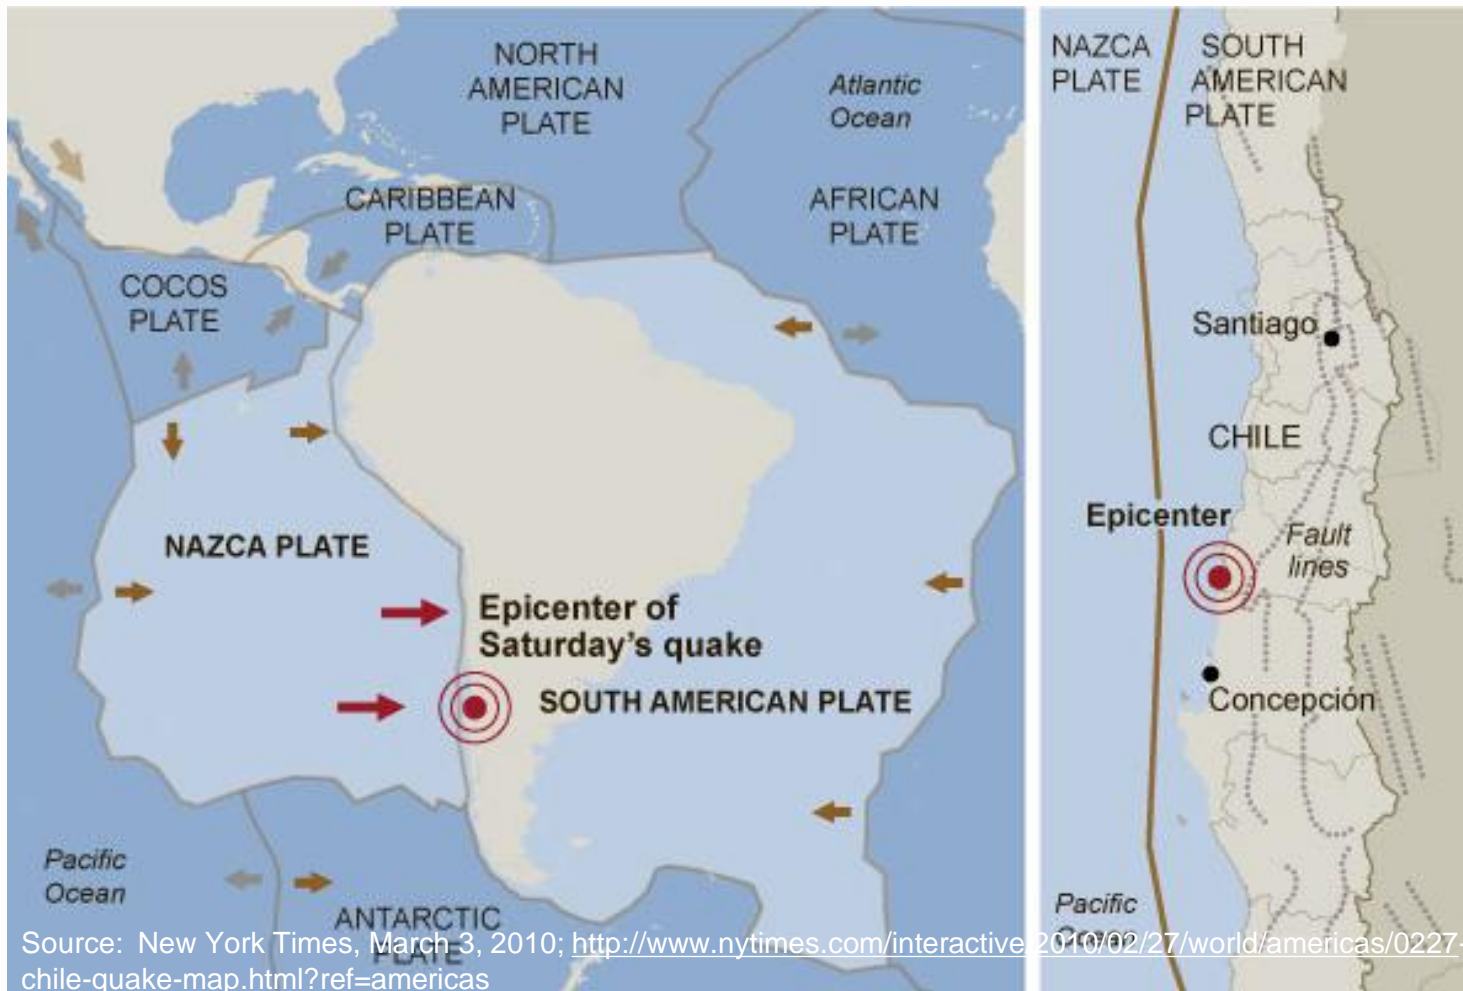 NORTH
AMERICAN
PLATE
Atlantic
Ocean
CARIBBEAN
PLATE
AFRICAN
PLATE
COCOS
PLATE
NAZCA PLATE
Epicenter of
Saturday's quake
SOUTH AMERICAN PLATE
Pacific
Ocean
ANTARCTIC
PLATE
NAZCA
PLATE
SOUTH
AMERICAN
PLATE
Santiago
CHILE
Epicenter
Fault
lines
Concepción
Pacific
Ocean
Source: New York Times, March 3, 2010; http://www.nytimes.com/interactive/2010/02/27/world/americas/0227-
chile-quake-map.html?ref=americas